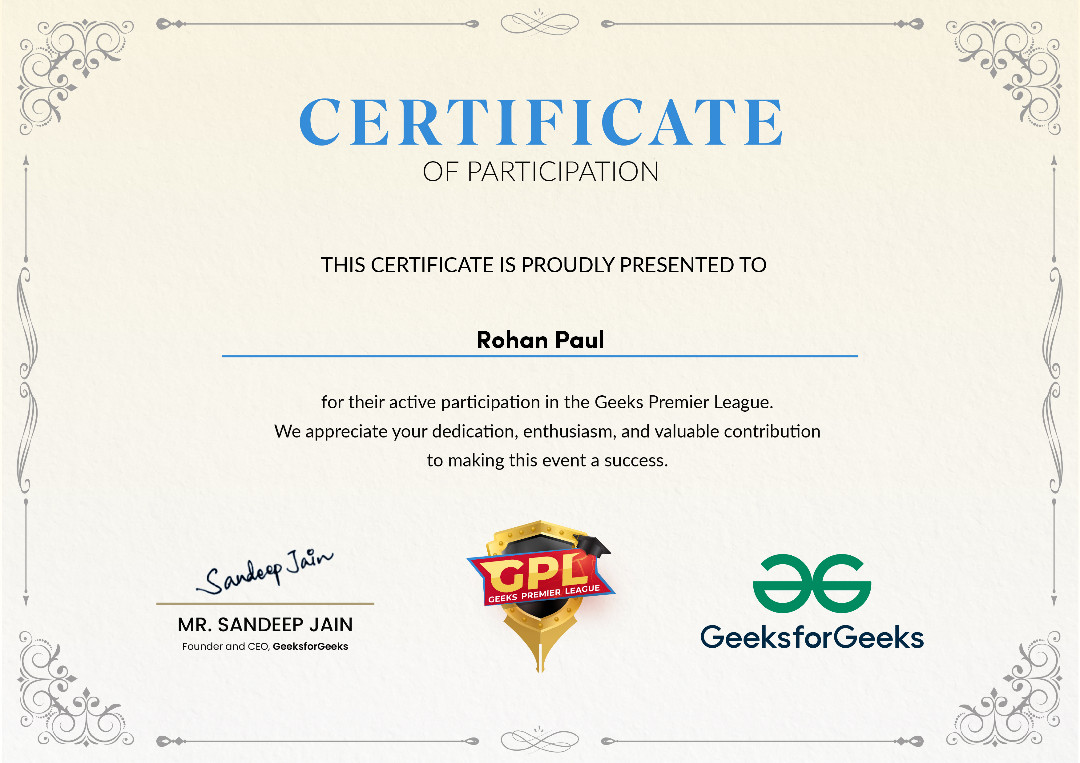 CERTIFICATE
OF PARTICIPATION
THIS CERTIFICATE IS PROUDLY PRESENTED TO
Rohan Paul
for their active participation in the Geeks Premier League.
We appreciate your dedication, enthusiasm, and valuable contribution
to making this event a success.
Sandeep Jain
MR. SANDEEP JAIN
Founder and CEO, GeeksforGeeks
GPL
GEEKS PREMIER LEAGUE
GeeksforGeeks